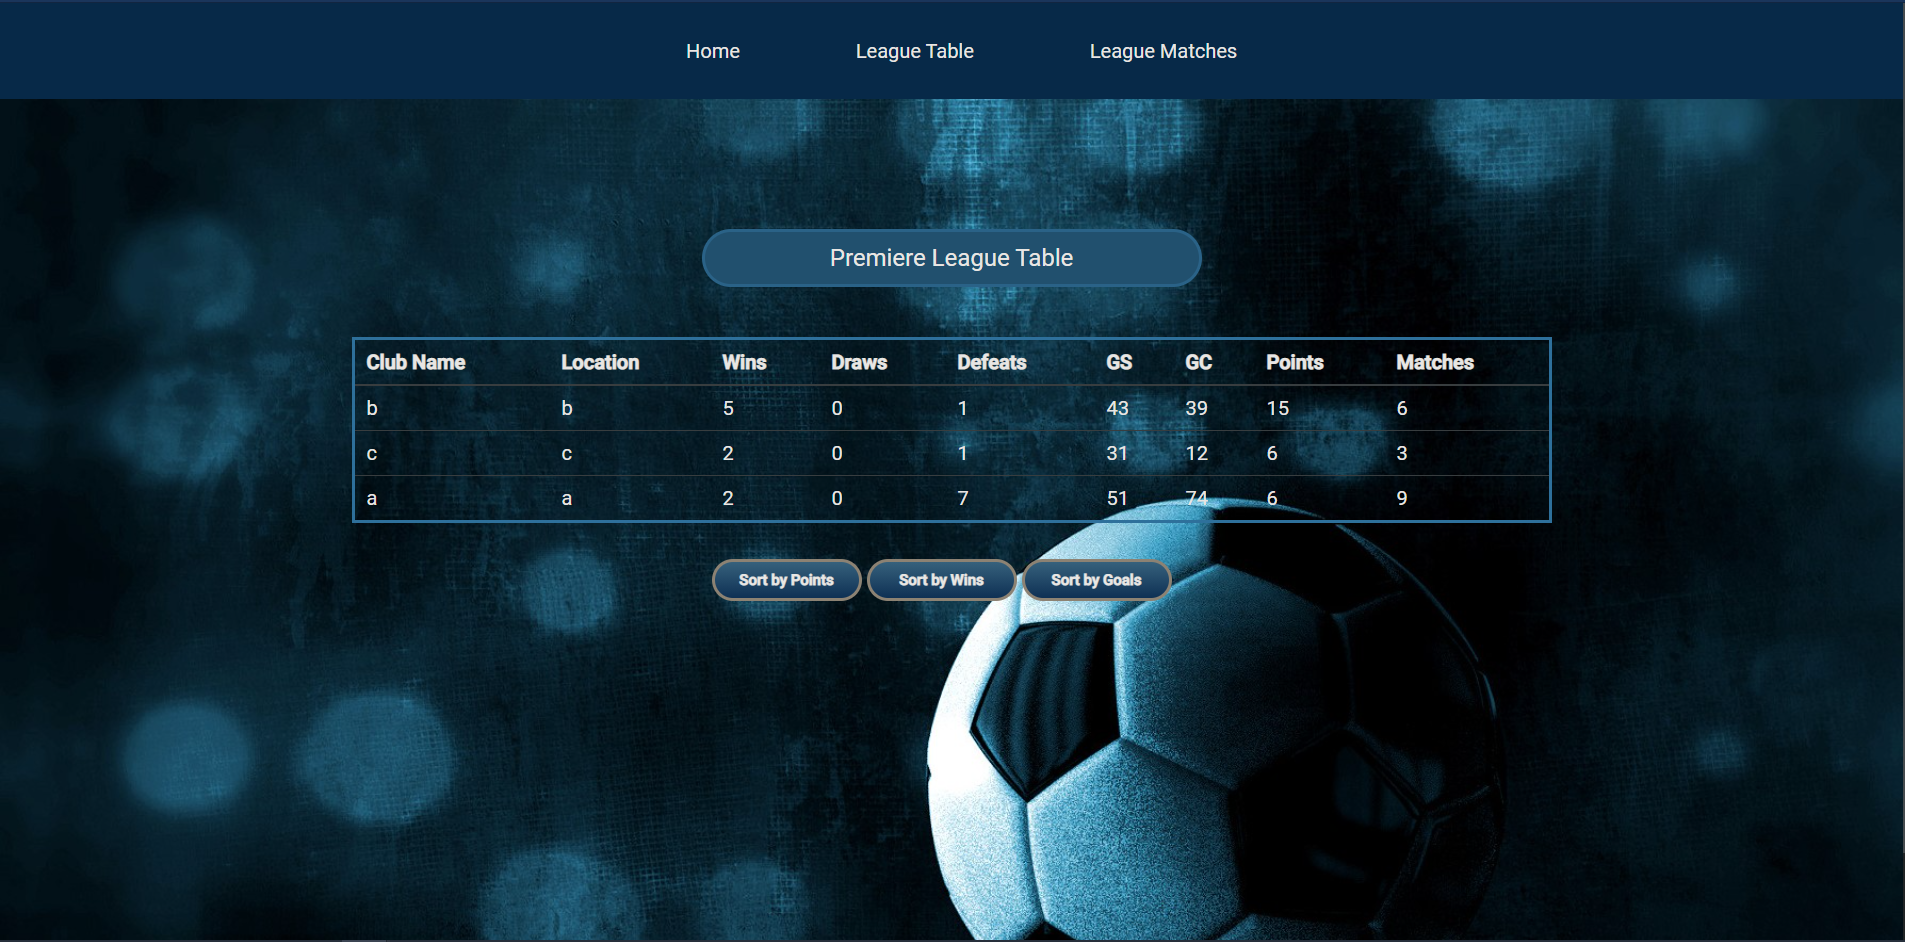 Home League Table League Matches
Premiere League Table
Club Name Location Wins Draws Defeats GS GC Points Matches
b b 5 0 1 43 39 15 6
c c 2 0 1 31 12 6 3
a a 2 0 7 51 74 6 9
Sort by Points Sort by Wins Sort by Goals